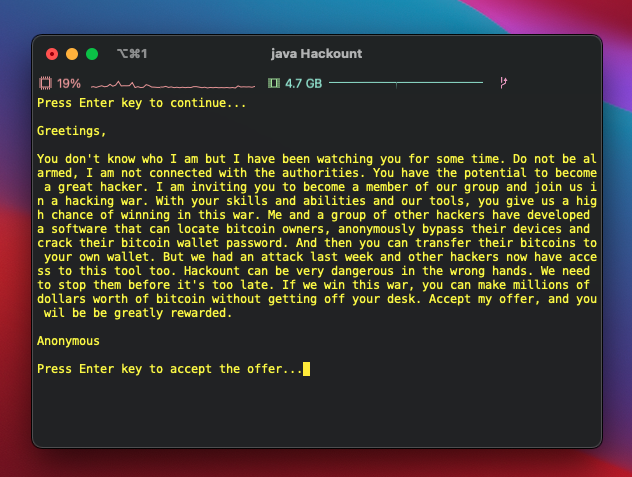 ⌥⌘1 java Hackount
19% 4.7 GB
Press Enter key to continue...
Greetings,
You don't know who I am but I have been watching you for some time. Do not be al
armed, I am not connected with the authorities. You have the potential to become
a great hacker. I am inviting you to become a member of our group and join us i
n a hacking war. With your skills and abilities and our tools, you give us a hig
h chance of winning in this war. Me and a group of other hackers have developed
a software that can locate bitcoin owners, anonymously bypass their devices and
crack their bitcoin wallet password. And then you can transfer their bitcoins to
your own wallet. But we had an attack last week and other hackers now have acce
ss to this tool too. Hackount can be very dangerous in the wrong hands. We need
to stop them before it's too late. If we win this war, you can make millions of
dollars worth of bitcoin without getting off your desk. Accept my offer, and you
wil be be greatly rewarded.
Anonymous
Press Enter key to accept the offer...